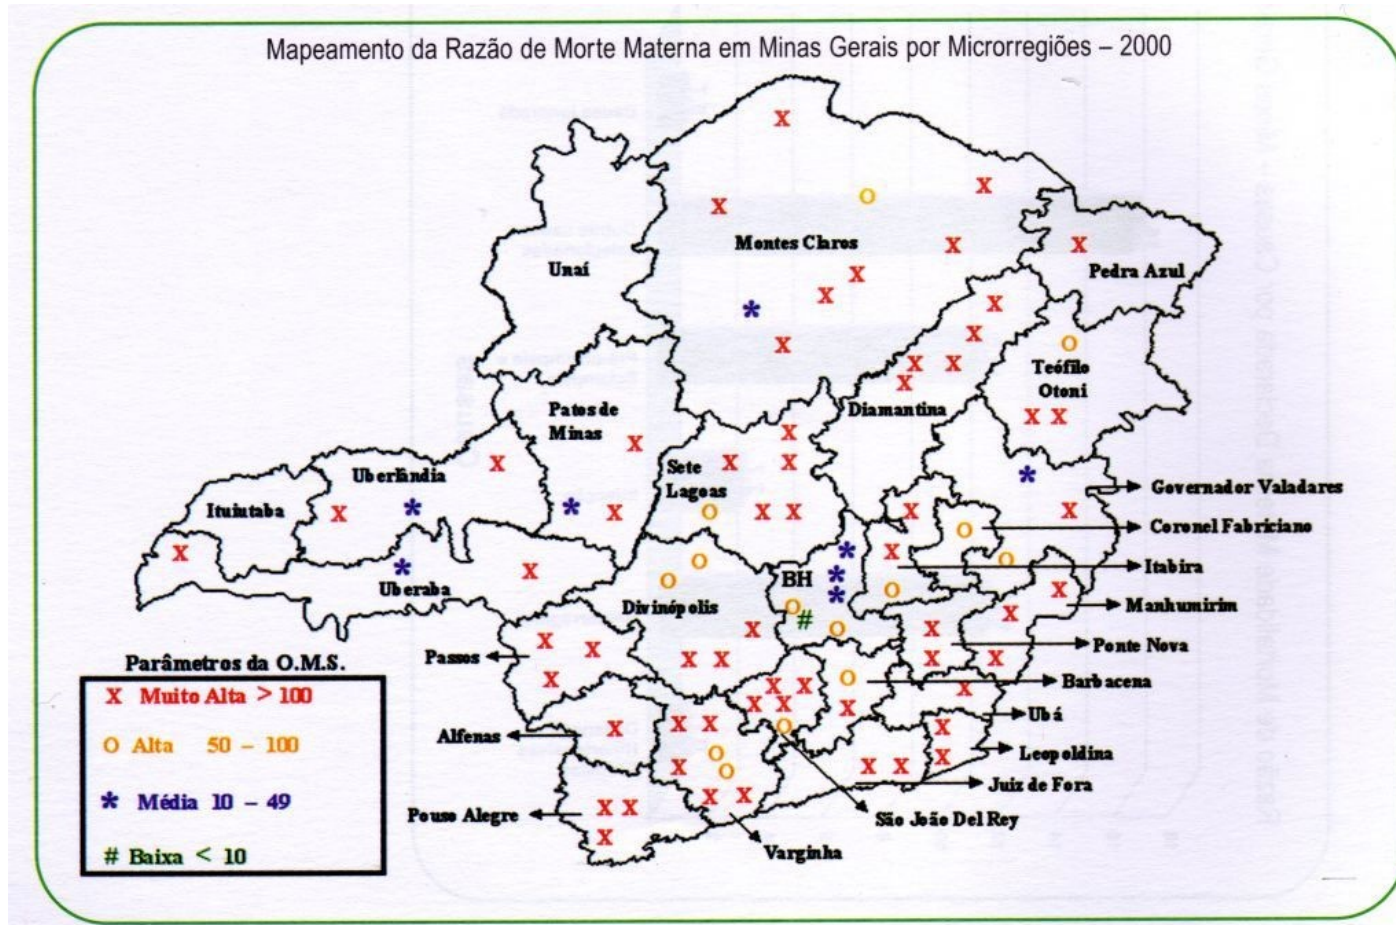 Mapeamento da Razão de Morte Materna em Minas Gerais por Microrregiões – 2000
Montes Claros
Unaí
Pedra Azul
Teófilo
Otoni
Patos de
Minas
Diamantina
Uberlândia
Sete
Lagoas
Ituiutaba
Governador Valadares
Coronel Fabriciano
Itabira
BH
Uberaba
Divinópolis
Manhumirim
Ponte Nova
Passos
Barbacena
Ubá
Alfenas
Leopoldina
Juiz de Fora
Pouso Alegre
São João Del Rey
Varginha
Parâmetros da O.M.S.
X Muito Alta > 100
O Alta 50 – 100
* Média 10 – 49
# Baixa < 10